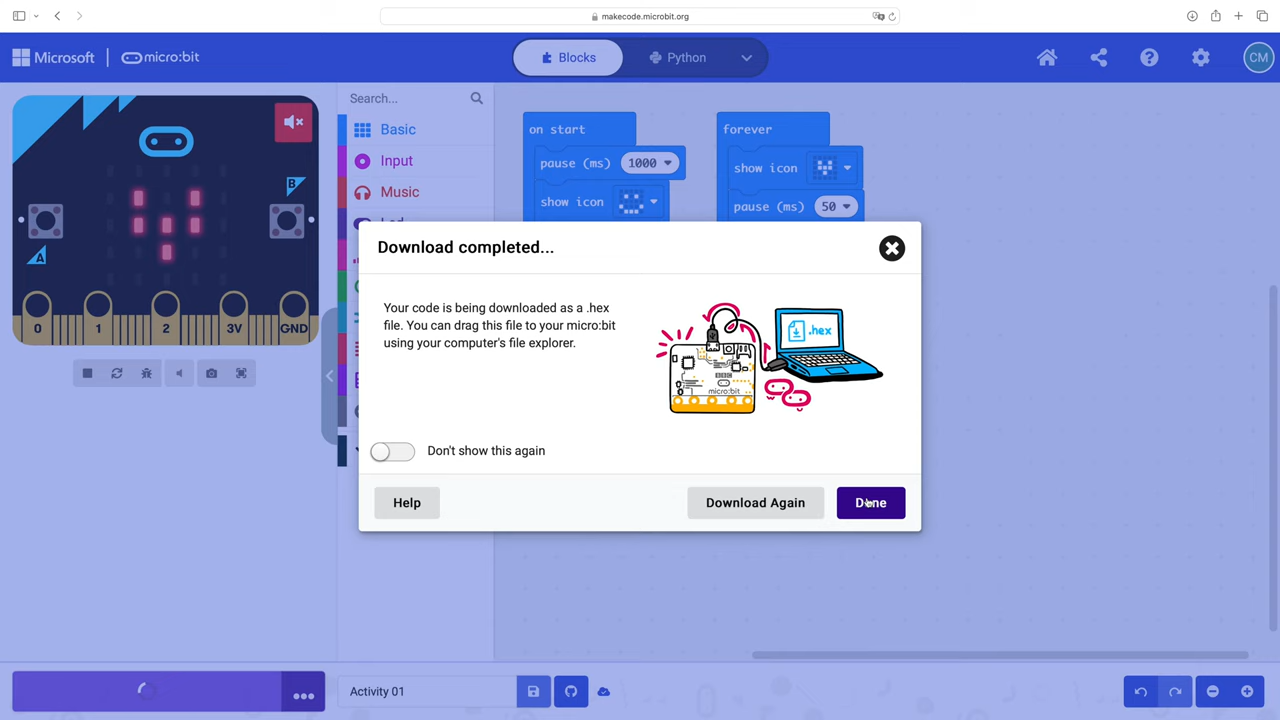 makecode.microbit.org
Microsoft
micro:bit
Blocks
Python
CM
Search...
Basic
Input
Music
A
B
0
1
2
3V
GND
on start
pause (ms) 1000
show icon
forever
show icon
pause (ms) 50
Download completed...
Your code is being downloaded as a .hex
file. You can drag this file to your micro:bit
using your computer's file explorer.
.hex
BBC
micro:bit
Don't show this again
Help
Download Again
Done
Activity 01